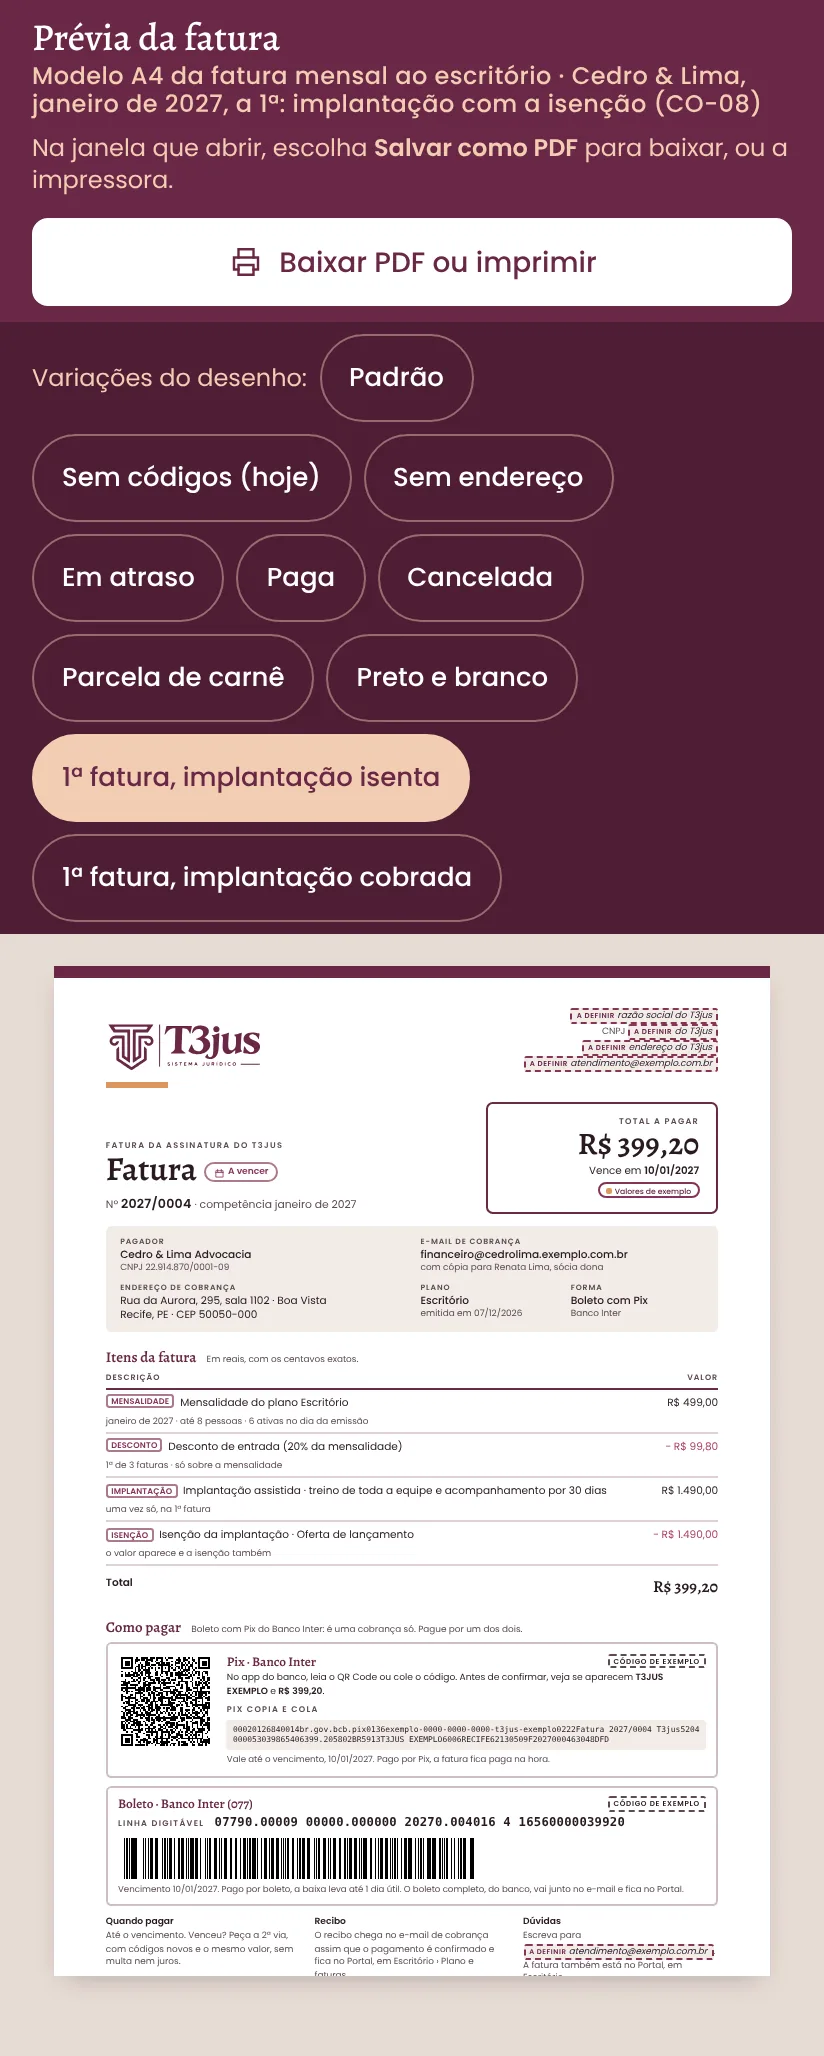 Prévia da fatura
Modelo A4 da fatura mensal ao escritório · Cedro & Lima,
janeiro de 2027, a 1ª: implantação com a isenção (CO-08)
Na janela que abrir, escolha Salvar como PDF para baixar, ou a
impressora.
Baixar PDF ou imprimir
Variações do desenho: Padrão
Sem códigos (hoje) Sem endereço
Em atraso Paga Cancelada
Parcela de carnê Preto e branco
1ª fatura, implantação isenta
1ª fatura, implantação cobrada
T3jus
SISTEMA JURÍDICO
A DEFINIR razão social do T3jus
CNPJ A DEFINIR do T3jus
A DEFINIR endereço do T3jus
A DEFINIR atendimento@exemplo.com.br
FATURA DA ASSINATURA DO T3JUS
Fatura A vencer
Nº 2027/0004 · competência janeiro de 2027
TOTAL A PAGAR
R$ 399,20
Vence em 10/01/2027
Valores de exemplo
PAGADOR
Cedro & Lima Advocacia
CNPJ 22.914.870/0001-09
E-MAIL DE COBRANÇA
financeiro@cedrolima.exemplo.com.br
com cópia para Renata Lima, sócia dona
ENDEREÇO DE COBRANÇA
Rua da Aurora, 295, sala 1102 · Boa Vista
Recife, PE · CEP 50050-000
PLANO
Escritório
emitida em 07/12/2026
FORMA
Boleto com Pix
Banco Inter
Itens da fatura Em reais, com os centavos exatos.
DESCRIÇÃO VALOR
MENSALIDADE Mensalidade do plano Escritório R$ 499,00
janeiro de 2027 · até 8 pessoas · 6 ativas no dia da emissão
DESCONTO Desconto de entrada (20% da mensalidade) - R$ 99,80
1ª de 3 faturas · só sobre a mensalidade
IMPLANTAÇÃO Implantação assistida · treino de toda a equipe e acompanhamento por 30 dias R$ 1.490,00
uma vez só, na 1ª fatura
ISENÇÃO Isenção da implantação · Oferta de lançamento - R$ 1.490,00
o valor aparece e a isenção também
Total R$ 399,20
Como pagar Boleto com Pix do Banco Inter: é uma cobrança só. Pague por um dos dois.
Pix · Banco Inter CÓDIGO DE EXEMPLO
No app do banco, leia o QR Code ou cole o código. Antes de confirmar, veja se aparecem T3JUS
EXEMPLO e R$ 399,20.
PIX COPIA E COLA
00020126840014br.gov.bcb.pix0136exemplo-0000-0000-0000-t3jus-exemplo0222Fatura 2027/0004 T3jus5204
000053039865406399.205802BR5913T3JUS EXEMPLO6006RECIFE62130509F2027000463048DFD
Vale até o vencimento, 10/01/2027. Pago por Pix, a fatura fica paga na hora.
Boleto · Banco Inter (077) CÓDIGO DE EXEMPLO
LINHA DIGITÁVEL 07790.00009 00000.000000 20270.004016 4 16560000039920
Vencimento 10/01/2027. Pago por boleto, a baixa leva até 1 dia útil. O boleto completo, do banco, vai junto no e-mail e fica no Portal.
Quando pagar
Até o vencimento. Venceu? Peça a 2ª via,
com códigos novos e o mesmo valor, sem
multa nem juros.
Recibo
O recibo chega no e-mail de cobrança
assim que o pagamento é confirmado e
fica no Portal, em Escritório › Plano e
faturas.
Dúvidas
Escreva para
A DEFINIR atendimento@exemplo.com.br
A fatura também está no Portal, em
Escritório